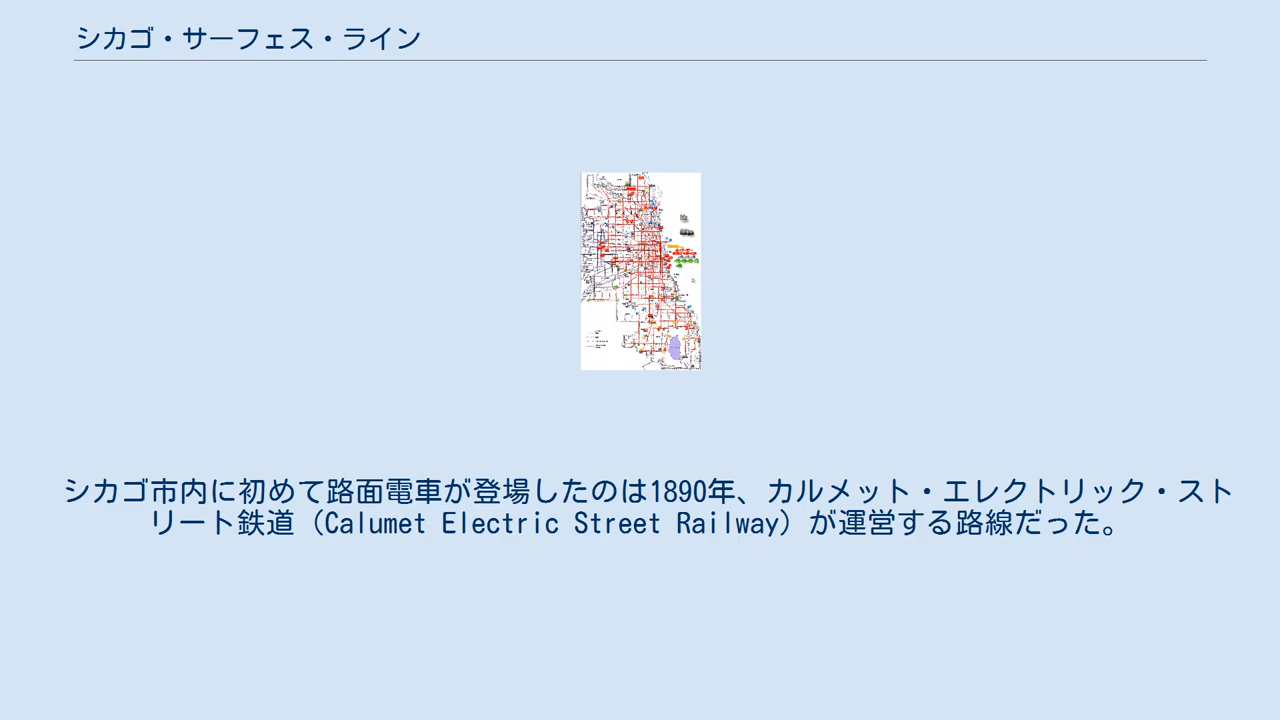 シカゴ・サーフェス・ライン
シカゴ市内に初めて路面電車が登場したのは1890年、カルメット・エレクトリック・スト
リート鉄道（Calumet Electric Street Railway）が運営する路線だった。